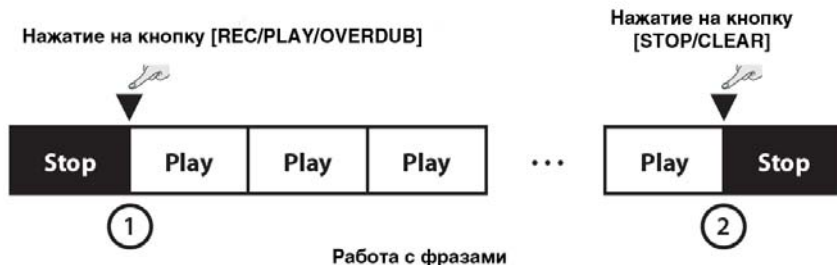 Нажатие на кнопку [REC/PLAY/OVERDUB]
Нажатие на кнопку
[STOP/CLEAR]
Stop Play Play Play ... Play Stop
1 2
Работа с фразами